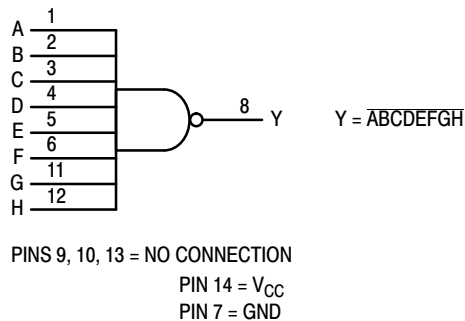 A 1
B 2
C 3
D 4
E 5
F 6
G 11
H 12
8 Y
Y = A̅B̅C̅D̅E̅F̅G̅H̅
PINS 9, 10, 13 = NO CONNECTION
PIN 14 = VCC
PIN 7 = GND